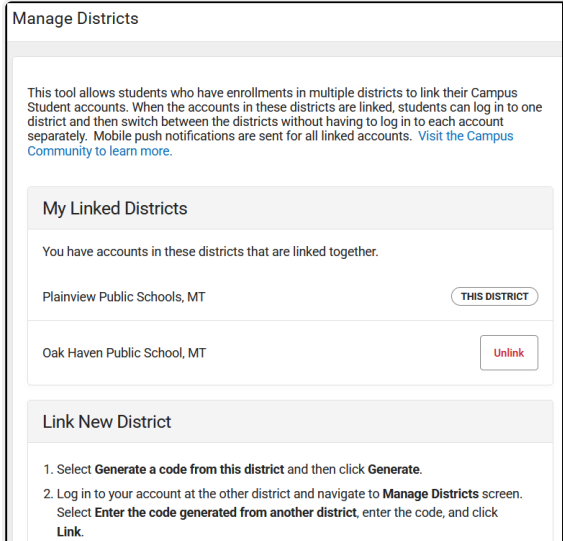 Manage Districts
This tool allows students who have enrollments in multiple districts to link their Campus
Student accounts. When the accounts in these districts are linked, students can log in to one
district and then switch between the districts without having to log in to each account
separately. Mobile push notifications are sent for all linked accounts. Visit the Campus
Community to learn more.
My Linked Districts
You have accounts in these districts that are linked together.
Plainview Public Schools, MT THIS DISTRICT
Oak Haven Public School, MT Unlink
Link New District
1. Select Generate a code from this district and then click Generate.
2. Log in to your account at the other district and navigate to Manage Districts screen.
Select Enter the code generated from another district, enter the code, and click
Link.